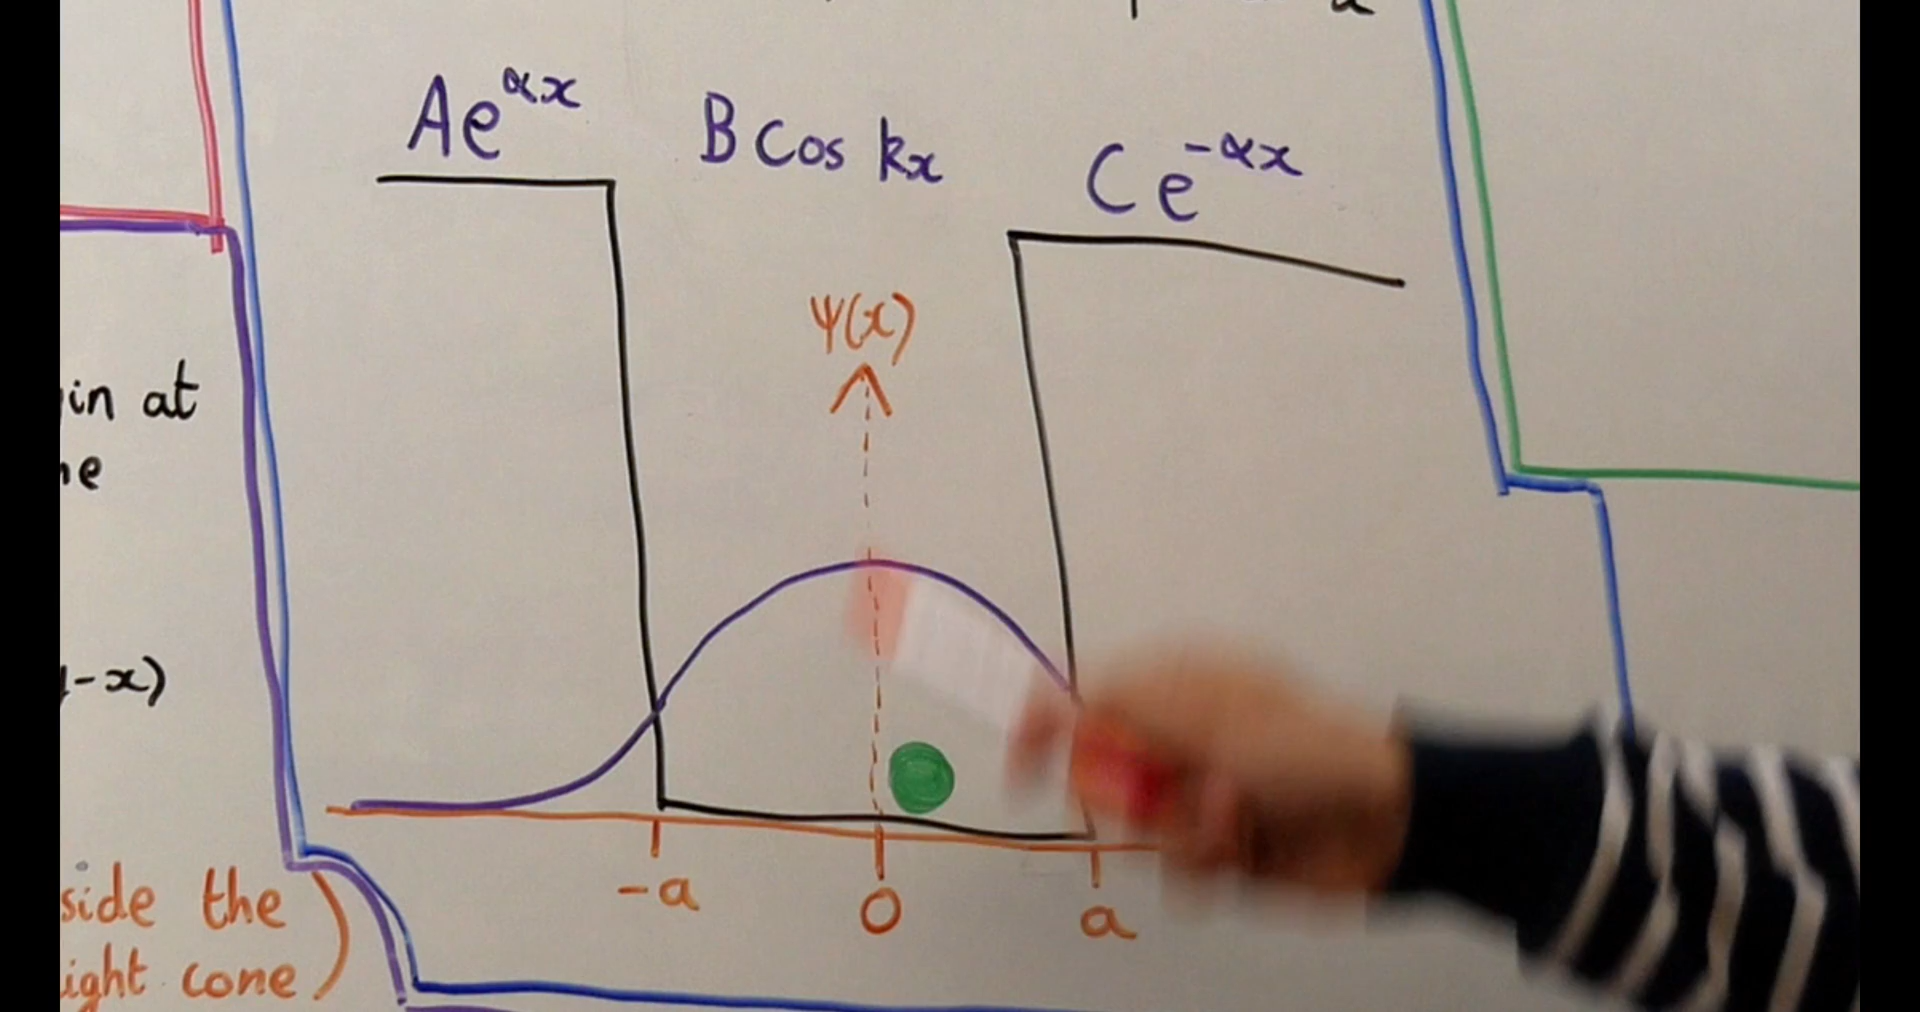 Ae^αx
B Cos kx
Ce^-αx
Ψ(x)
in at
-x)
-a
0
a
side the
ight cone)